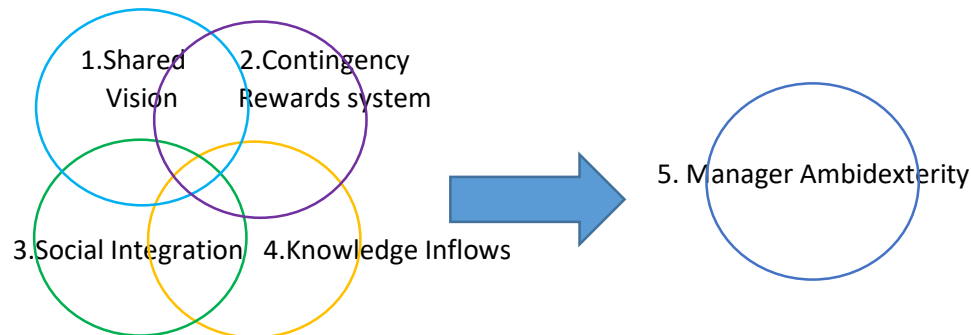 1.Shared
Vision
2.Contingency
Rewards system
5. Manager Ambidexterity
3.Social Integration
4.Knowledge Inflows